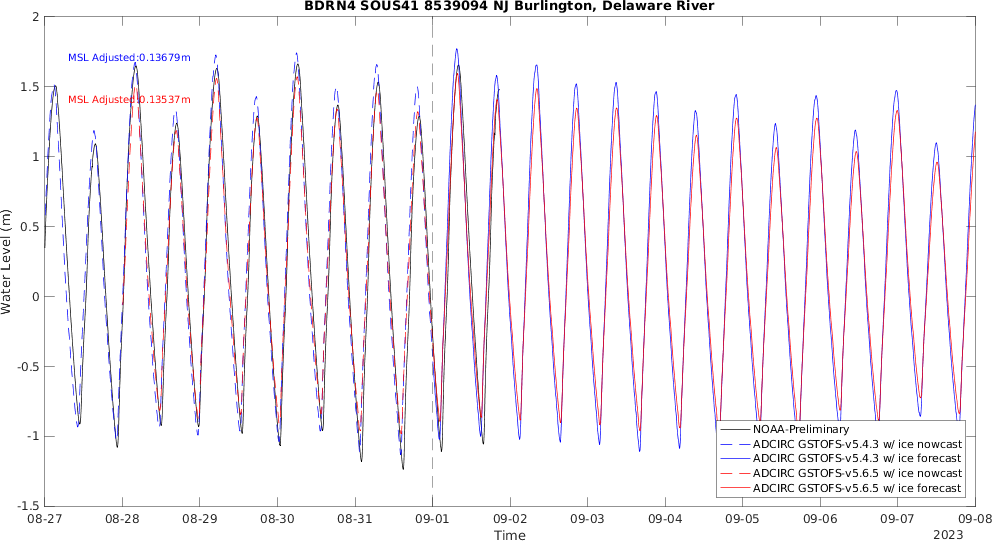 BDRN4 SOUS41 8539094 NJ Burlington, Delaware River
2
1.5
1
0.5
0
-0.5
-1
-1.5
Water Level (m)
MSL Adjusted:0.13679m
MSL Adjusted:0.13537m
NOAA-Preliminary
ADCIRC GSTOFS-v5.4.3 w/ ice nowcast
ADCIRC GSTOFS-v5.4.3 w/ ice forecast
ADCIRC GSTOFS-v5.6.5 w/ ice nowcast
ADCIRC GSTOFS-v5.6.5 w/ ice forecast
08-27 08-28 08-29 08-30 08-31 09-01 09-02 09-03 09-04 09-05 09-06 09-07 09-08
Time
2023